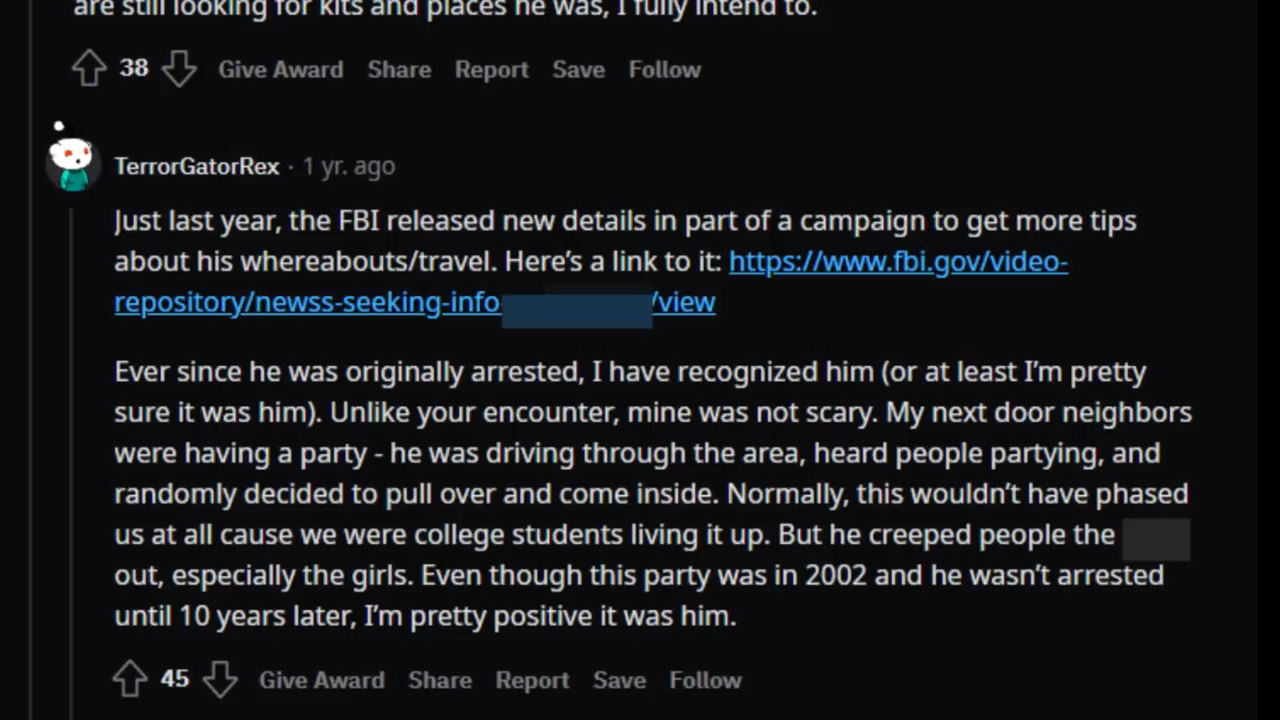 are still looking for kits and places he was, I fully intend to.
38 Give Award Share Report Save Follow
TerrorGatorRex · 1 yr. ago
Just last year, the FBI released new details in part of a campaign to get more tips
about his whereabouts/travel. Here’s a link to it: https://www.fbi.gov/video-
repository/newss-seeking-info /view
Ever since he was originally arrested, I have recognized him (or at least I’m pretty
sure it was him). Unlike your encounter, mine was not scary. My next door neighbors
were having a party - he was driving through the area, heard people partying, and
randomly decided to pull over and come inside. Normally, this wouldn’t have phased
us at all cause we were college students living it up. But he creeped people the
out, especially the girls. Even though this party was in 2002 and he wasn’t arrested
until 10 years later, I’m pretty positive it was him.
45 Give Award Share Report Save Follow